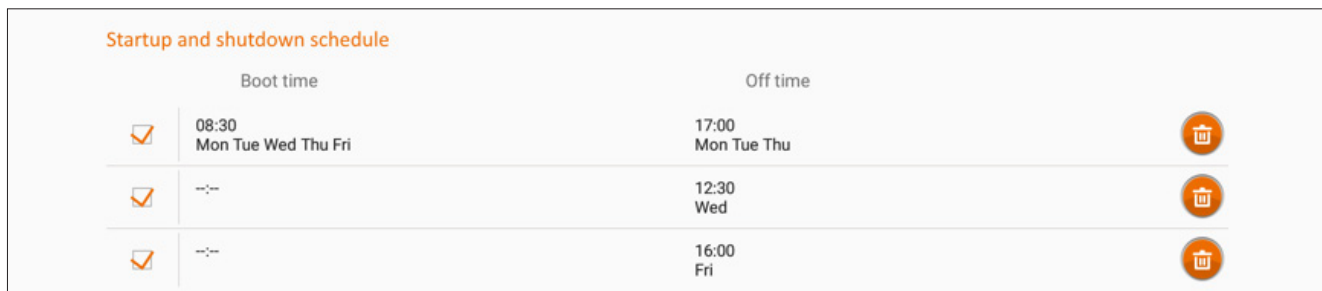 Startup and shutdown schedule
Boot time Off time
08:30 17:00
Mon Tue Wed Thu Fri Mon Tue Thu
--:-- 12:30
Wed
--:-- 16:00
Fri